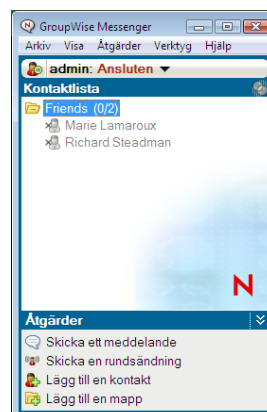 GroupWise Messenger
Arkiv Visa Åtgärder Verktyg Hjälp
admin: Ansluten
Kontaktlista
Friends (0/2)
Marie Lamaroux
Richard Steadman
N
Åtgärder
Skicka ett meddelande
Skicka en rundsändning
Lägg till en kontakt
Lägg till en mapp